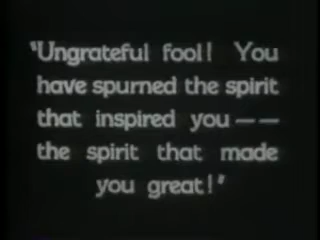 "Ungrateful fool! You
have spurned the spirit
that inspired you——
the spirit that made
you great!"